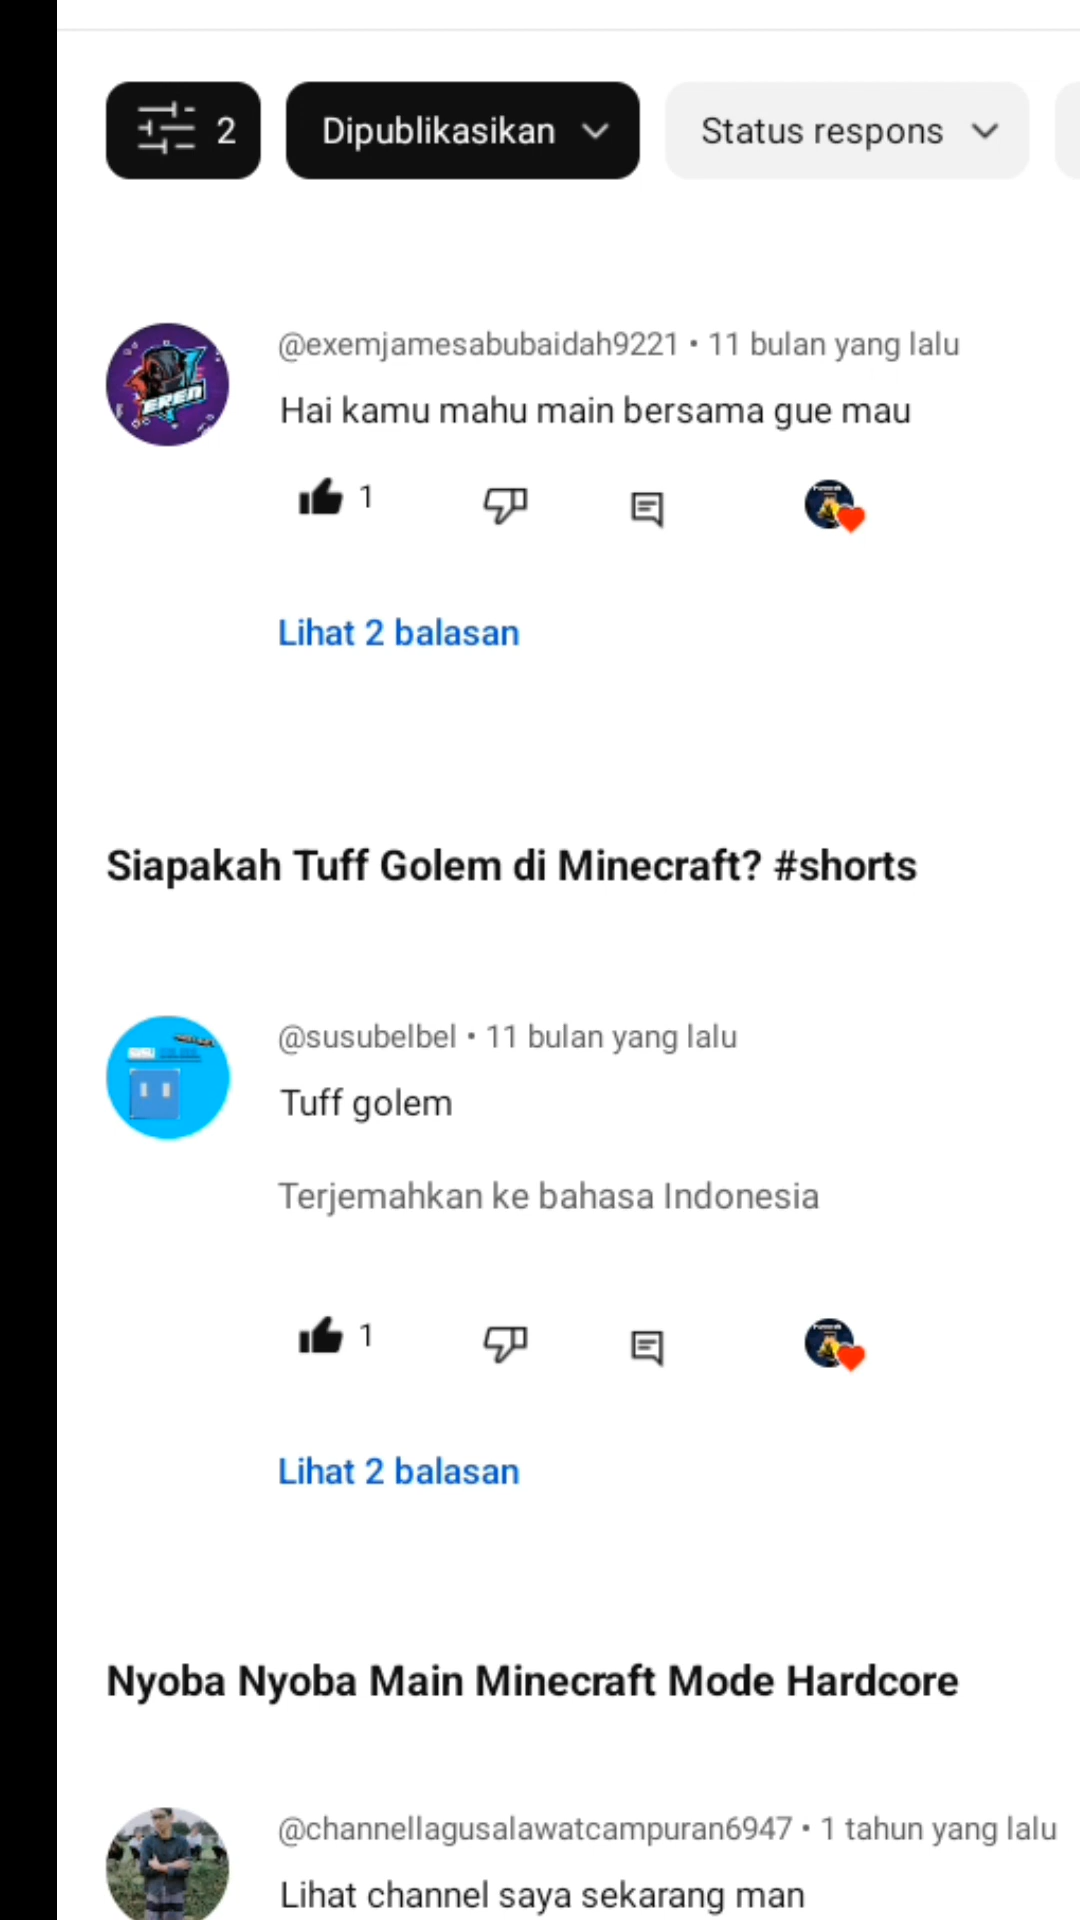 2
Dipublikasikan
Status respons
@exemjamesabubaidah9221 • 11 bulan yang lalu
EREN
Hai kamu mahu main bersama gue mau
1
Lihat 2 balasan
Siapakah Tuff Golem di Minecraft? #shorts
@susubelbel • 11 bulan yang lalu
Tuff golem
Terjemahkan ke bahasa Indonesia
1
Lihat 2 balasan
Nyoba Nyoba Main Minecraft Mode Hardcore
@channellagusalawatcampuran6947 • 1 tahun yang lalu
Lihat channel saya sekarang man